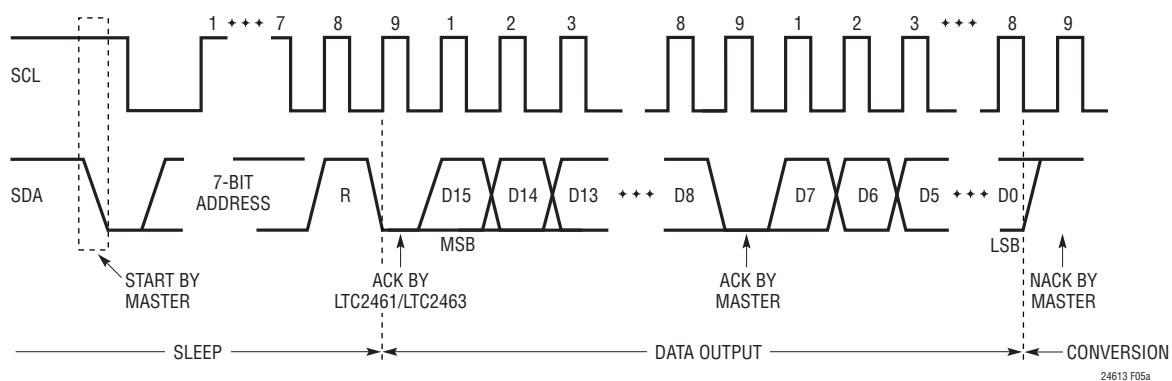 1 ✦✦✦ 7 8 9 1 2 3 8 9 1 2 3 ✦✦✦ 8 9
SCL
SDA
7-BIT
ADDRESS
R D15 D14 D13 ✦✦✦ D8 D7 D6 D5 ✦✦✦ D0
MSB
LSB
START BY
MASTER
ACK BY
LTC2461/LTC2463
ACK BY
MASTER
NACK BY
MASTER
SLEEP DATA OUTPUT CONVERSION
24613 F05a